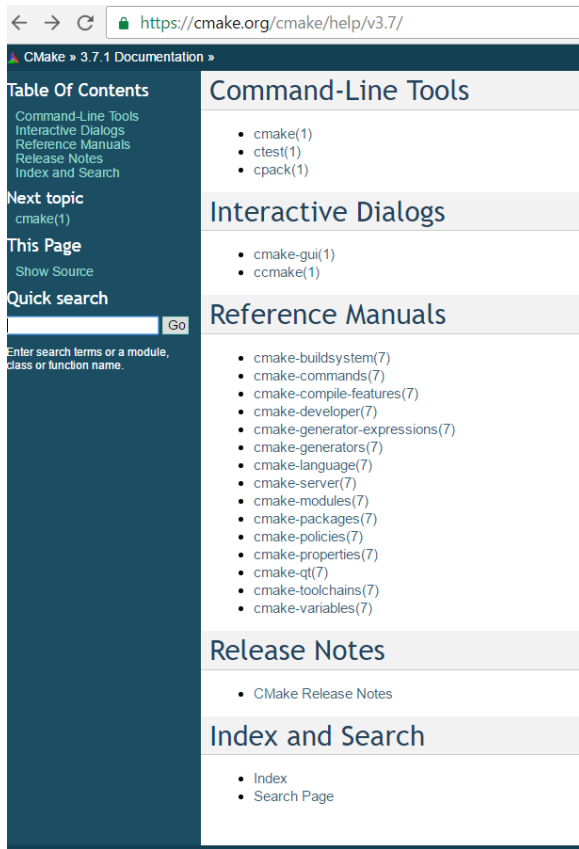 https://cmake.org/cmake/help/v3.7/
CMake » 3.7.1 Documentation »
Table Of Contents
Command-Line Tools
Interactive Dialogs
Reference Manuals
Release Notes
Index and Search
Next topic
cmake(1)
This Page
Show Source
Quick search
Go
Enter search terms or a module,
class or function name.
Command-Line Tools
cmake(1)
ctest(1)
cpack(1)
Interactive Dialogs
cmake-gui(1)
ccmake(1)
Reference Manuals
cmake-buildsystem(7)
cmake-commands(7)
cmake-compile-features(7)
cmake-developer(7)
cmake-generator-expressions(7)
cmake-generators(7)
cmake-language(7)
cmake-server(7)
cmake-modules(7)
cmake-packages(7)
cmake-policies(7)
cmake-properties(7)
cmake-qt(7)
cmake-toolchains(7)
cmake-variables(7)
Release Notes
CMake Release Notes
Index and Search
Index
Search Page